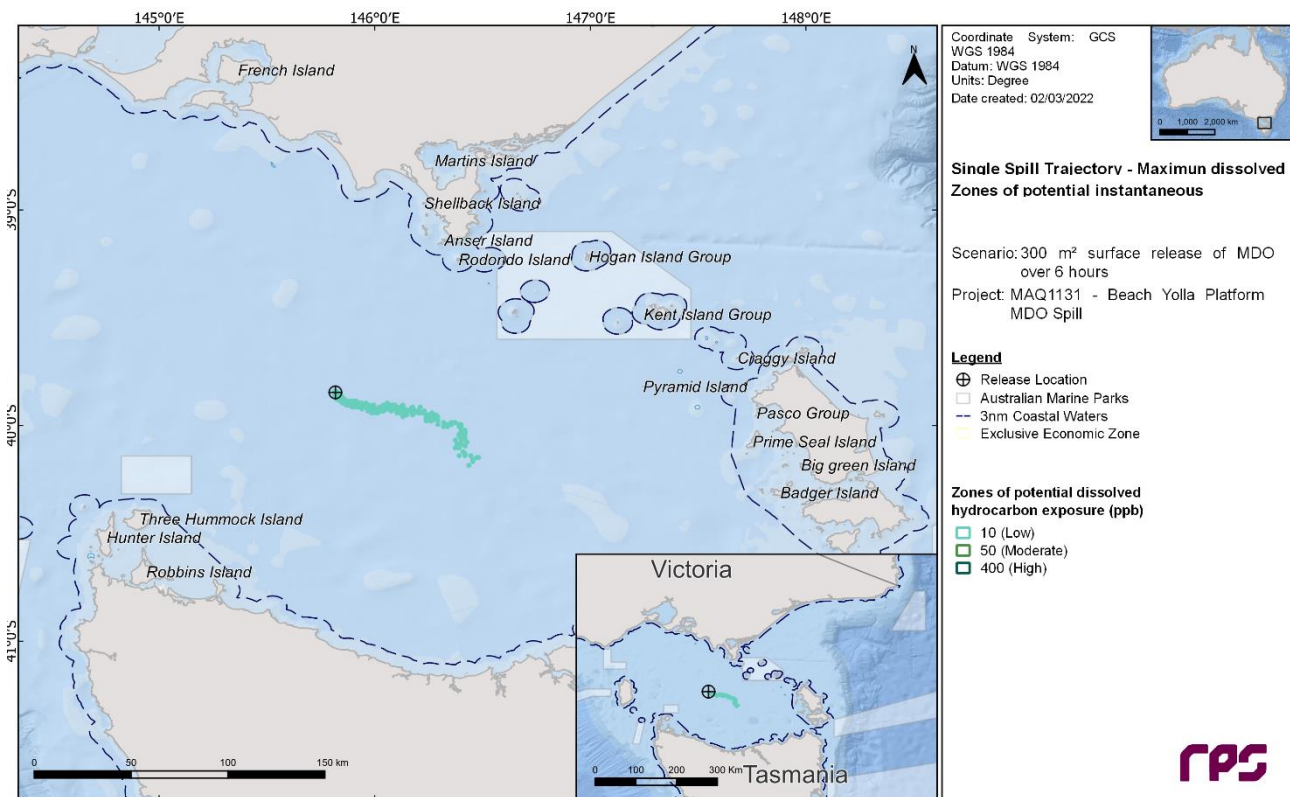 145°0'E
146°0'E
147°0'E
148°0'E
N
French Island
Martins Island
39°0'S
Shellback Island
Anser Island
Rodondo Island
Hogan Island Group
Kent Island Group
Craggy Island
Pyramid Island
40°0'S
Pasco Group
Prime Seal Island
Big green Island
Badger Island
Three Hummock Island
Hunter Island
Robbins Island
41°0'S
0 50 100 150 km
Victoria
Tasmania
0 100 200 300 Km
Coordinate System: GCS
WGS 1984
Datum: WGS 1984
Units: Degree
Date created: 02/03/2022
0 1,000 2,000 km
Single Spill Trajectory - Maximun dissolved
Zones of potential instantaneous
Scenario: 300 m² surface release of MDO
over 6 hours
Project: MAQ1131 - Beach Yolla Platform
MDO Spill
Legend
Release Location
Australian Marine Parks
3nm Coastal Waters
Exclusive Economic Zone
Zones of potential dissolved
hydrocarbon exposure (ppb)
10 (Low)
50 (Moderate)
400 (High)
rps